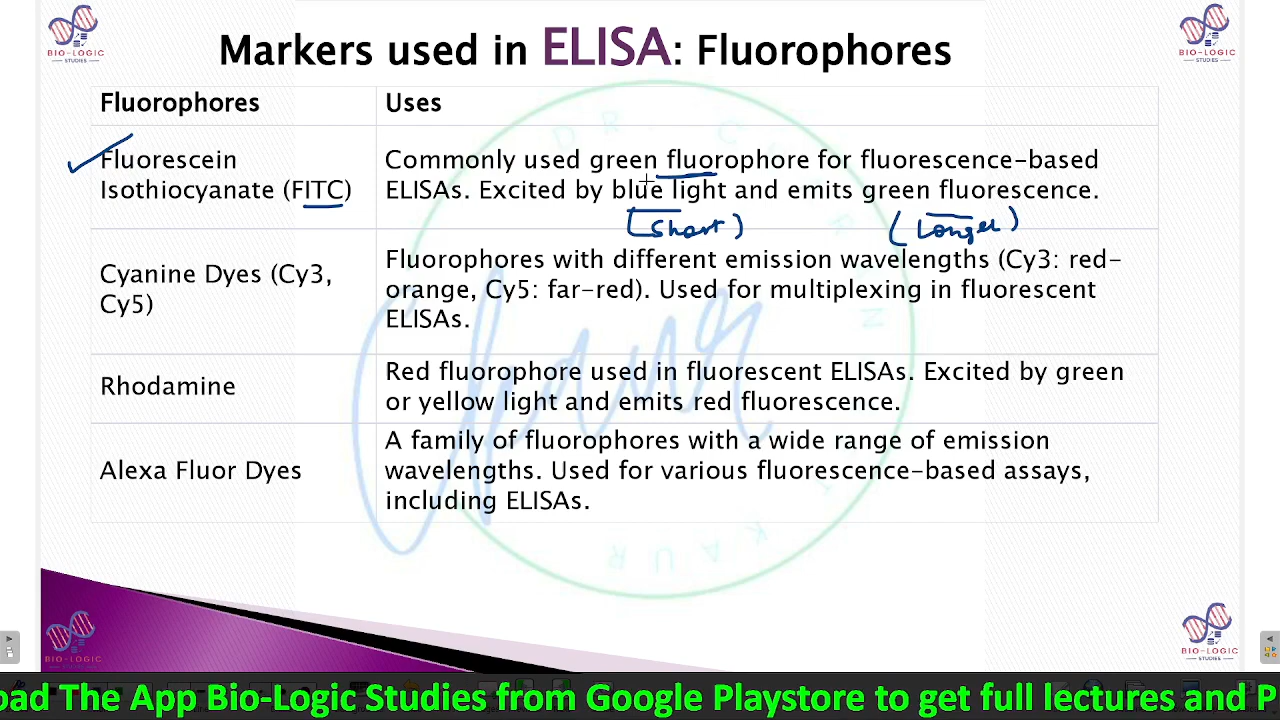 BIO-LOGIC
STUDIES
Markers used in ELISA: Fluorophores
BIO-LOGIC
STUDIES
Fluorophores
Uses
Fluorescein
Isothiocyanate (FITC)
Commonly used green fluorophore for fluorescence-based
ELISAs. Excited by blue light and emits green fluorescence.
(Short)
(Longer)
Cyanine Dyes (Cy3,
Cy5)
Fluorophores with different emission wavelengths (Cy3: red-
orange, Cy5: far-red). Used for multiplexing in fluorescent
ELISAs.
Rhodamine
Red fluorophore used in fluorescent ELISAs. Excited by green
or yellow light and emits red fluorescence.
Alexa Fluor Dyes
A family of fluorophores with a wide range of emission
wavelengths. Used for various fluorescence-based assays,
including ELISAs.
BIO-LOGIC
STUDIES
BIO-LOGIC
STUDIES
oad The App Bio-Logic Studies from Google Playstore to get full lectures and P